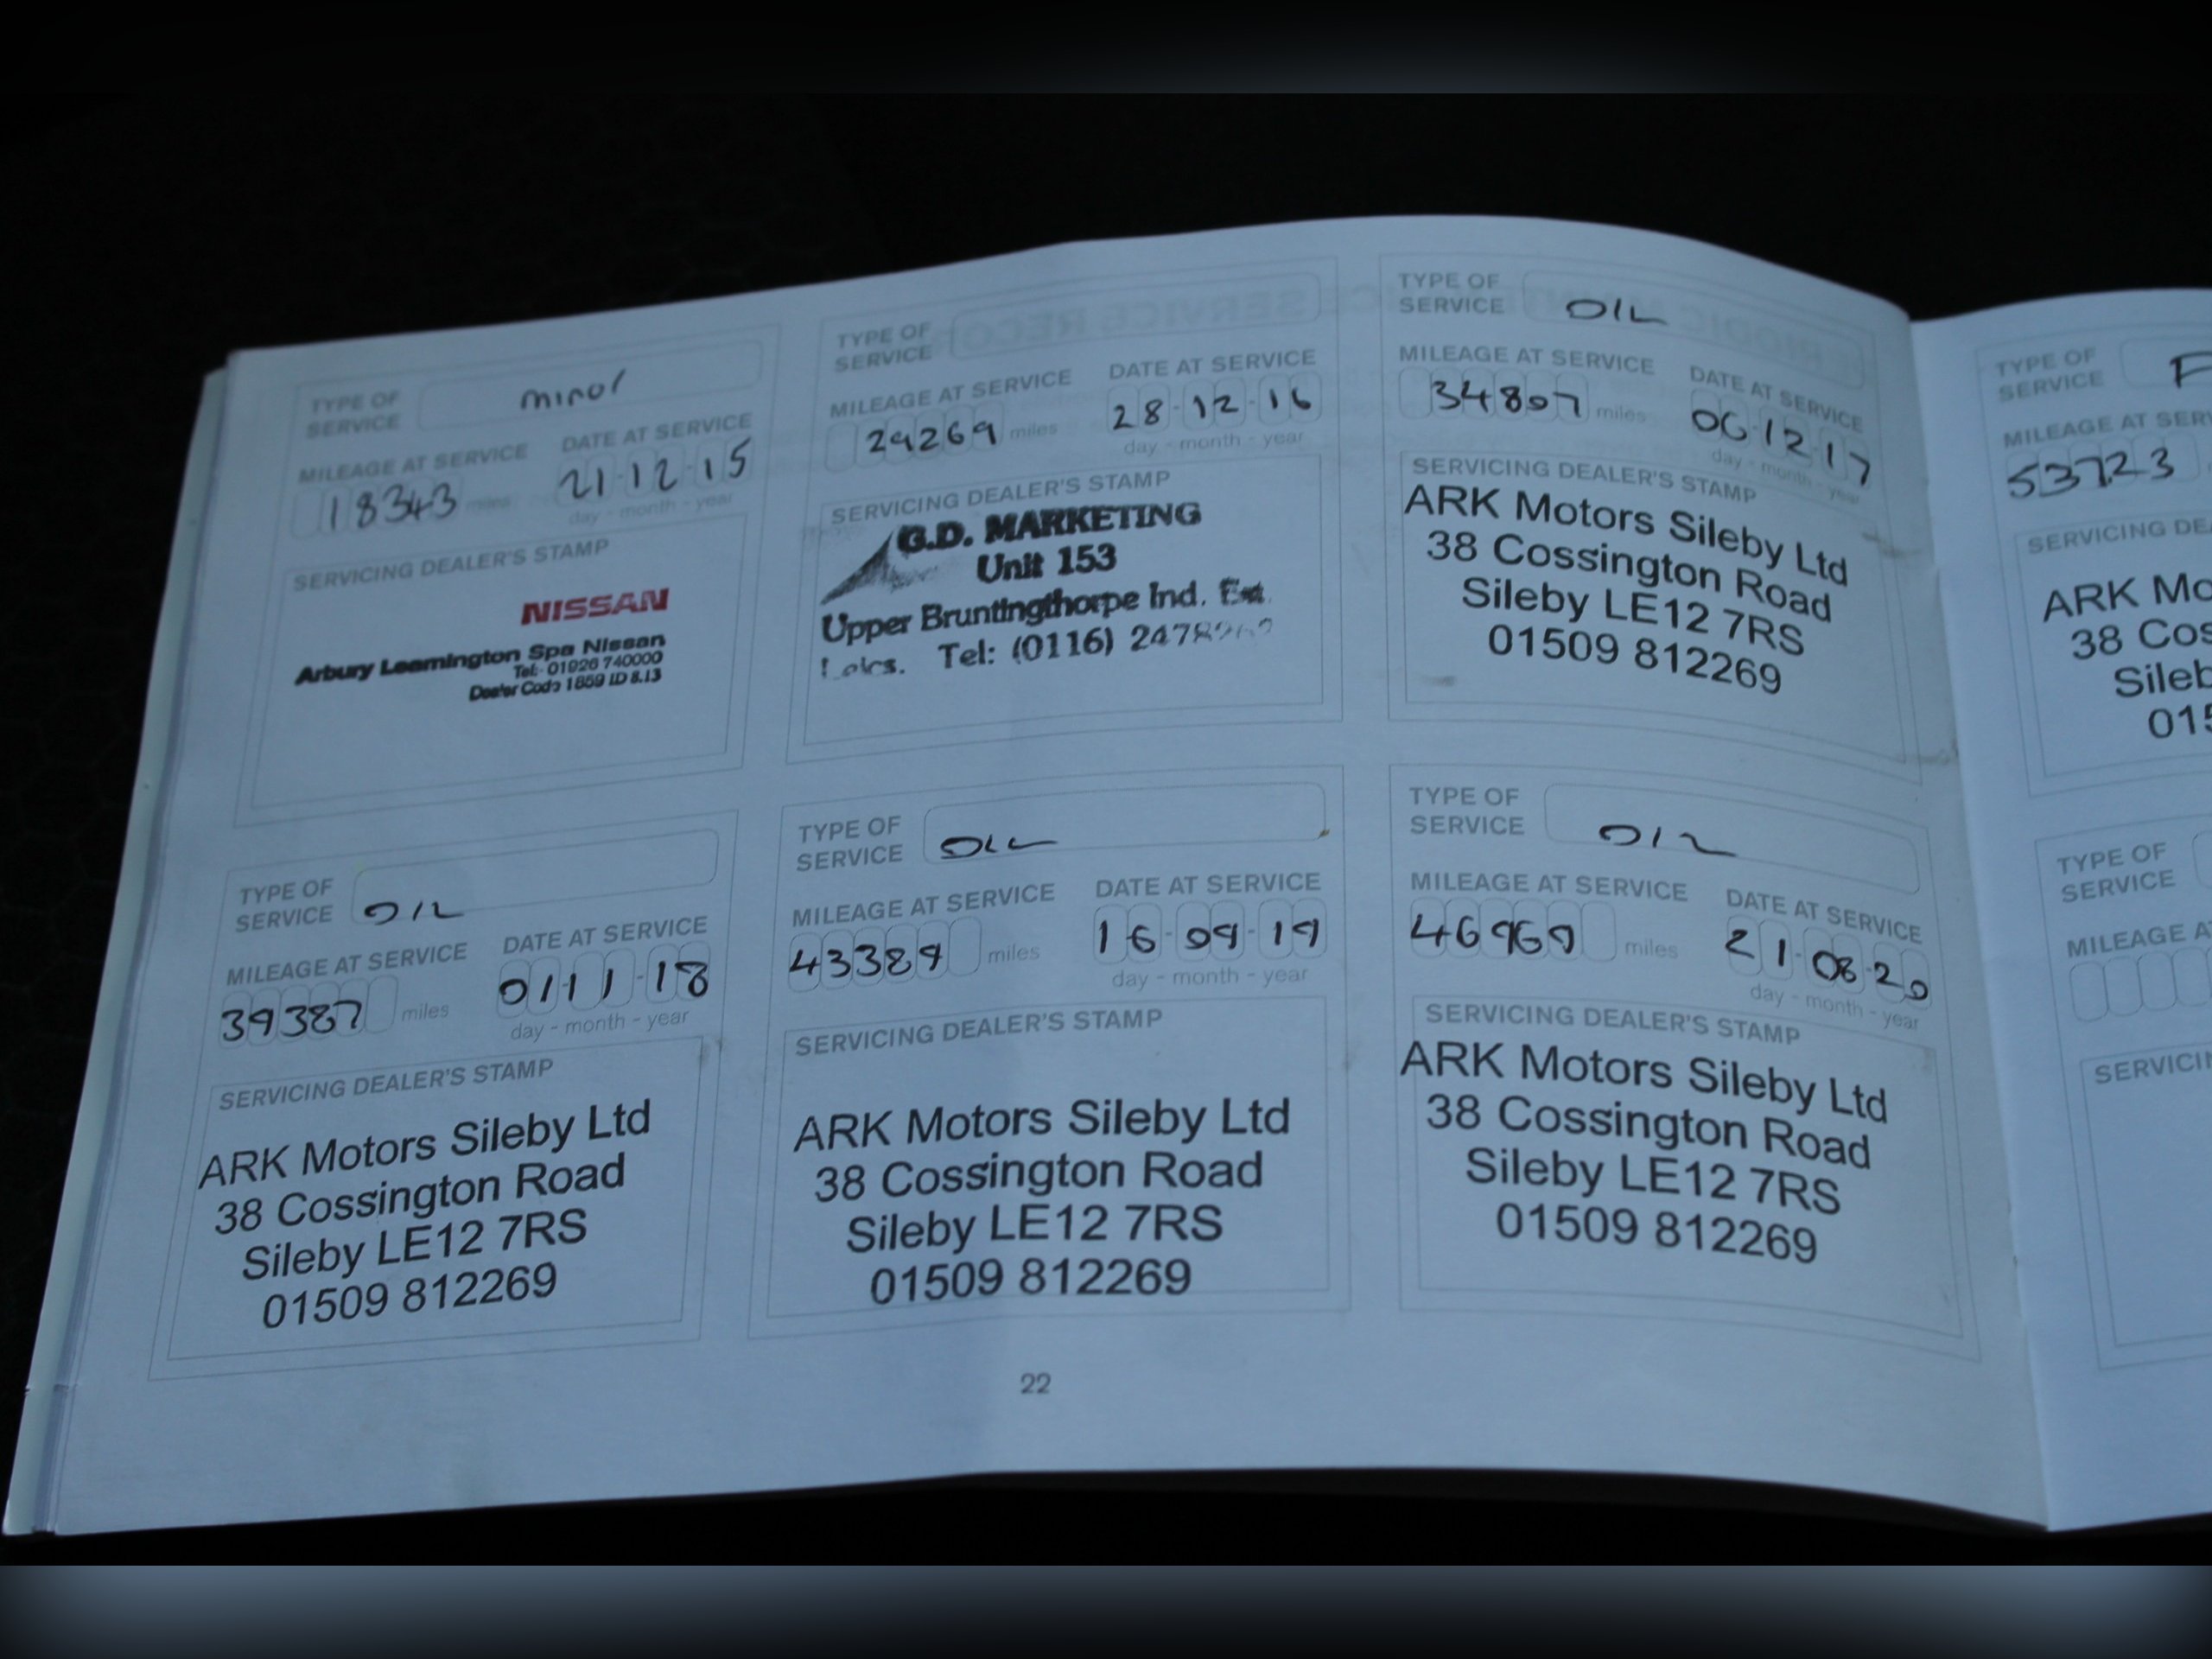 TYPE OF SERVICE minor
MILEAGE AT SERVICE DATE AT SERVICE
18343 miles 21-12-15
day - month - year
SERVICING DEALER'S STAMP
NISSAN
Arbury Leamington Spa Nissan
Tel:- 01926 740000
Dealer Code 1859 ID 8.13
TYPE OF SERVICE
MILEAGE AT SERVICE DATE AT SERVICE
29269 miles 28-12-16
day - month - year
SERVICING DEALER'S STAMP
G.D. MARKETING
Unit 153
Upper Bruntingthorpe Ind. Est.
Leics. Tel: (0116)
TYPE OF SERVICE OIL
MILEAGE AT SERVICE DATE AT SERVICE
34807 miles 06-12-17
day - month - year
SERVICING DEALER'S STAMP
ARK Motors Sileby Ltd
38 Cossington Road
Sileby LE12 7RS
01509 812269
TYPE OF SERVICE OIL
MILEAGE AT SERVICE DATE AT SERVICE
39387 miles 01-11-18
day - month - year
SERVICING DEALER'S STAMP
ARK Motors Sileby Ltd
38 Cossington Road
Sileby LE12 7RS
01509 812269
TYPE OF SERVICE OIL
MILEAGE AT SERVICE DATE AT SERVICE
43389 miles 16-09-19
day - month - year
SERVICING DEALER'S STAMP
ARK Motors Sileby Ltd
38 Cossington Road
Sileby LE12 7RS
01509 812269
TYPE OF SERVICE OIL
MILEAGE AT SERVICE DATE AT SERVICE
46969 miles 21-08-20
day - month - year
SERVICING DEALER'S STAMP
ARK Motors Sileby Ltd
38 Cossington Road
Sileby LE12 7RS
01509 812269
22
TYPE OF SERVICE F
MILEAGE AT SER
53723
SERVICING DE
ARK Mo
38 Cos
Sileb
015
TYPE OF SERVICE
MILEAGE A
SERVICIN